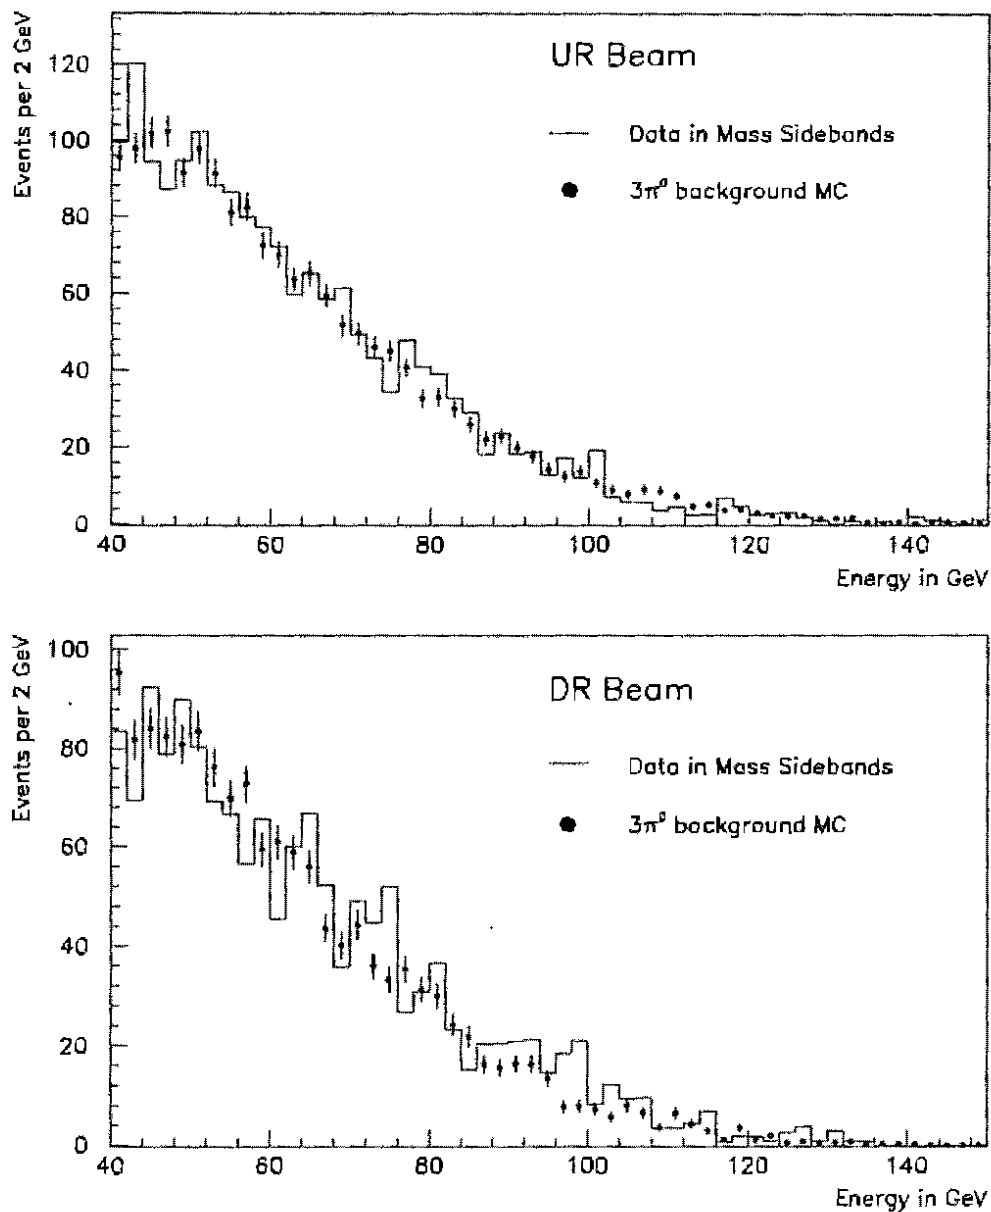 UR Beam
Data in Mass Sidebands
3π⁰ background MC
Events per 2 GeV
120
100
80
60
40
20
0
40 60 80 100 120 140
Energy in GeV
DR Beam
Data in Mass Sidebands
3π⁰ background MC
Events per 2 GeV
100
80
60
40
20
0
40 60 80 100 120 140
Energy in GeV